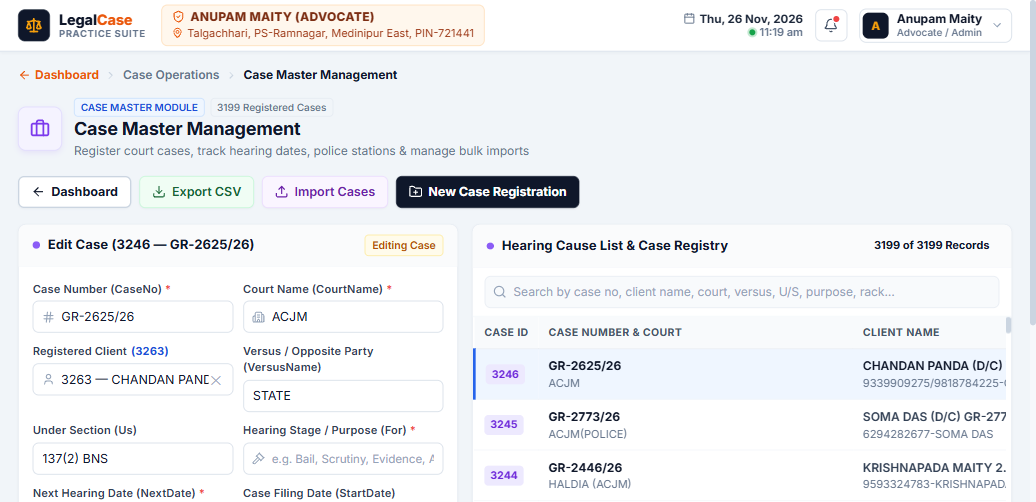 LegalCase
PRACTICE SUITE
ANUPAM MAITY (ADVOCATE)
Talgachhari, PS-Ramnagar, Medinipur East, PIN-721441
Thu, 26 Nov, 2026
11:19 am
A
Anupam Maity
Advocate / Admin
Dashboard
Case Operations
Case Master Management
CASE MASTER MODULE
3199 Registered Cases
Case Master Management
Register court cases, track hearing dates, police stations & manage bulk imports
Dashboard
Export CSV
Import Cases
New Case Registration
Edit Case (3246 — GR-2625/26)
Editing Case
Case Number (CaseNo) *
Court Name (CourtName) *
GR-2625/26
ACJM
Registered Client (3263)
Versus / Opposite Party
(VersusName)
3263 — CHANDAN PAND
STATE
Under Section (Us)
Hearing Stage / Purpose (For) *
137(2) BNS
e.g. Bail, Scrutiny, Evidence, A
Next Hearing Date (NextDate) *
Case Filing Date (StartDate)
Hearing Cause List & Case Registry
3199 of 3199 Records
Search by case no, client name, court, versus, U/S, purpose, rack...
CASE ID CASE NUMBER & COURT CLIENT NAME
3246
GR-2625/26
ACJM
CHANDAN PANDA (D/C)
9339909275/9818784225-
3245
GR-2773/26
ACJM(POLICE)
SOMA DAS (D/C) GR-277
6294282677-SOMA DAS
3244
GR-2446/26
HALDIA (ACJM)
KRISHNAPADA MAITY 2.
9593324783-KRISHNAPAD